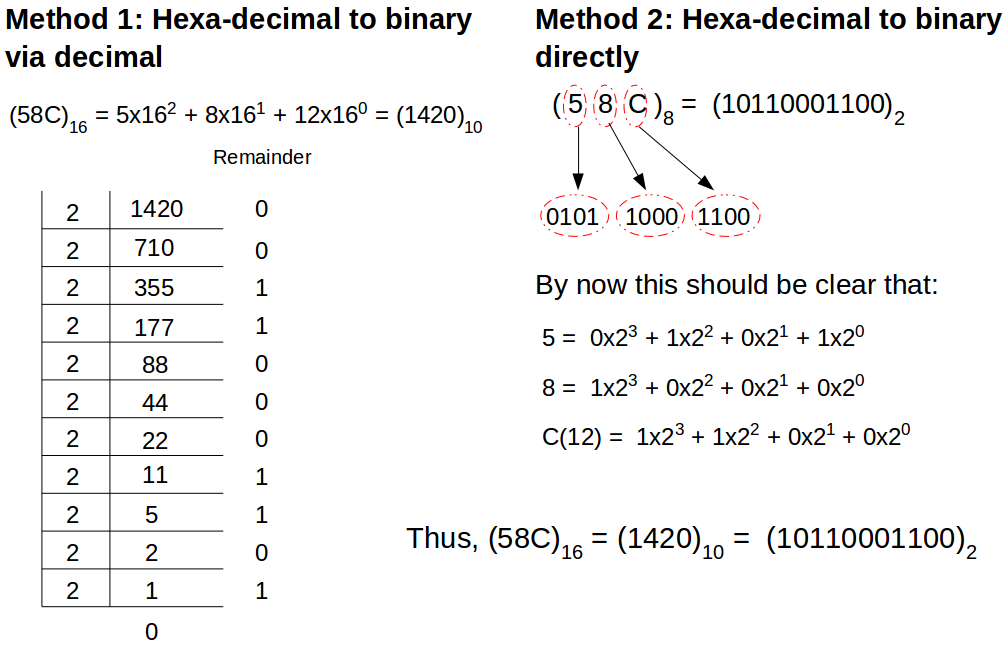 Method 1: Hexa-decimal to binary
via decimal
(58C)₁₆ = 5x16² + 8x16¹ + 12x16⁰ = (1420)₁₀
Remainder
2 1420 0
2 710 0
2 355 1
2 177 1
2 88 0
2 44 0
2 22 0
2 11 1
2 5 1
2 2 0
2 1 1
0
Method 2: Hexa-decimal to binary
directly
(5 8 C)₈ = (10110001100)₂
0101 1000 1100
By now this should be clear that:
5 = 0x2³ + 1x2² + 0x2¹ + 1x2⁰
8 = 1x2³ + 0x2² + 0x2¹ + 0x2⁰
C(12) = 1x2³ + 1x2² + 0x2¹ + 0x2⁰
Thus, (58C)₁₆ = (1420)₁₀ = (10110001100)₂